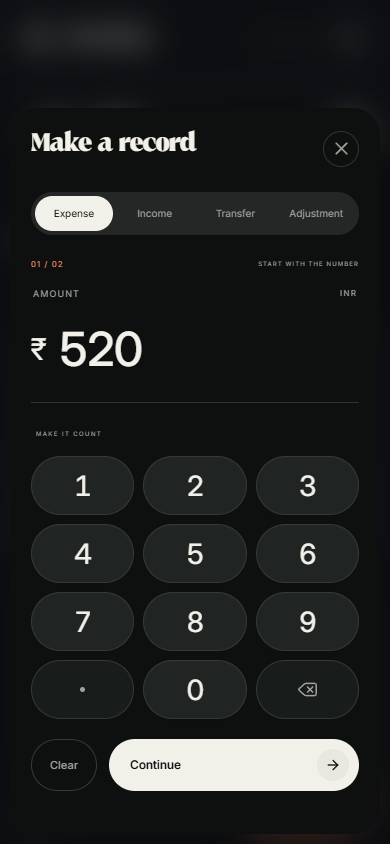 Make a record
Expense Income Transfer Adjustment
01 / 02 START WITH THE NUMBER
AMOUNT INR
₹ 520
MAKE IT COUNT
1 2 3
4 5 6
7 8 9
. 0
Clear Continue